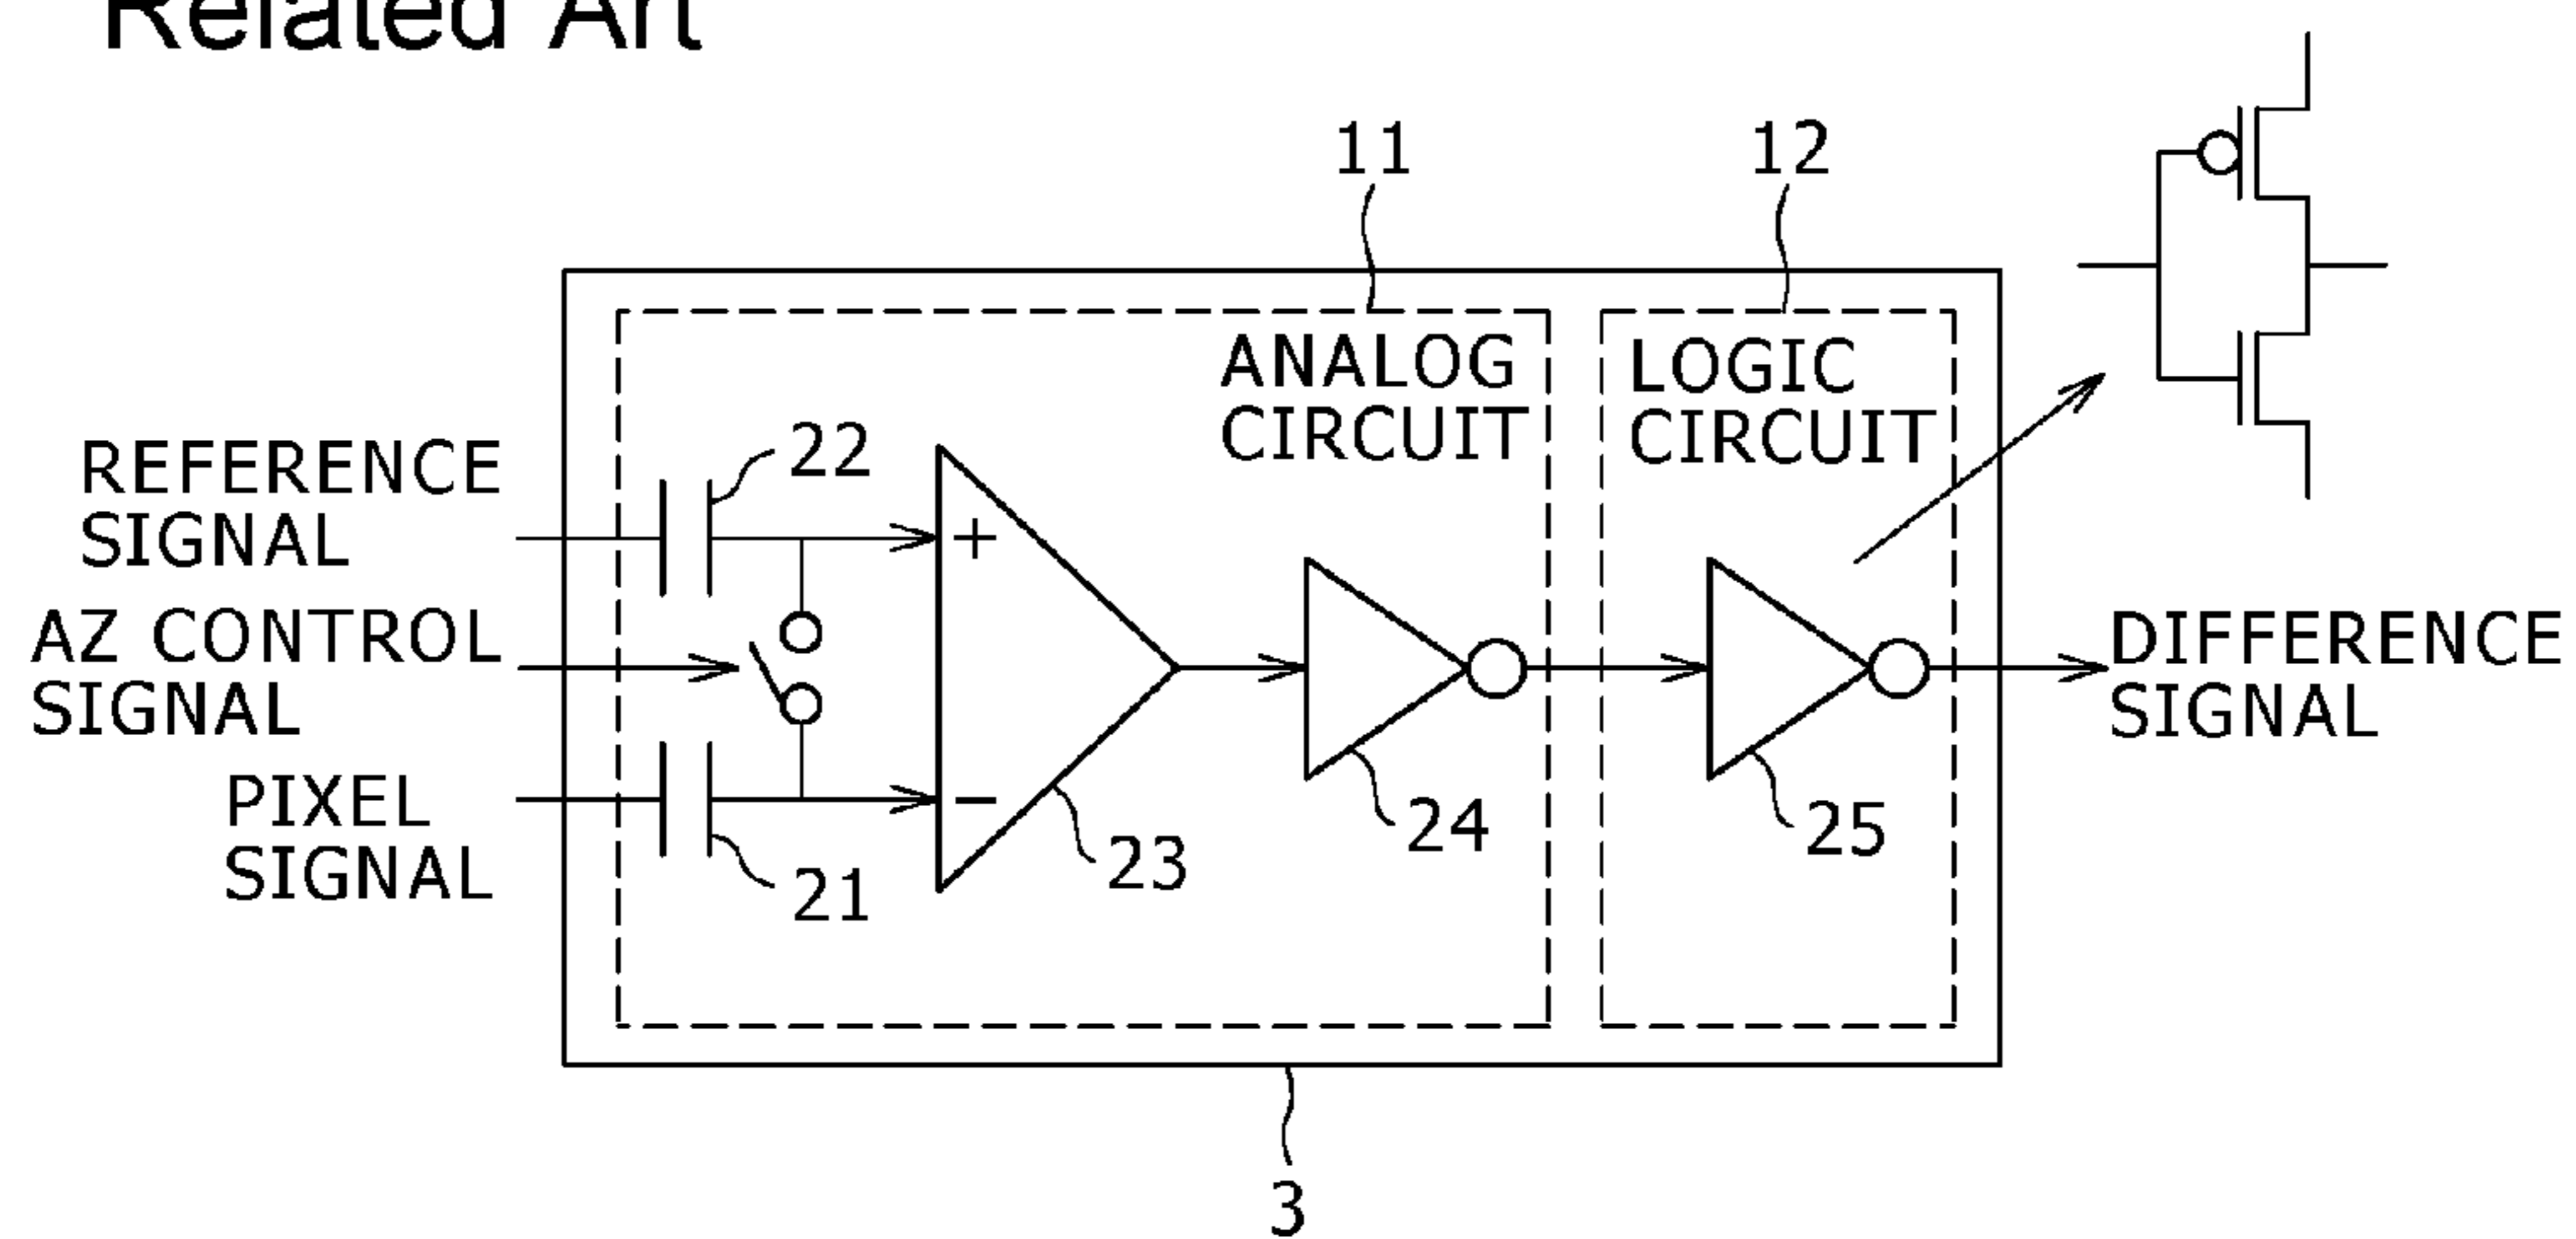 Related Art
11
12
ANALOG
CIRCUIT
LOGIC
CIRCUIT
REFERENCE
SIGNAL
22
+
AZ CONTROL
SIGNAL
DIFFERENCE
SIGNAL
PIXEL
SIGNAL
−
21
23
24
25
3